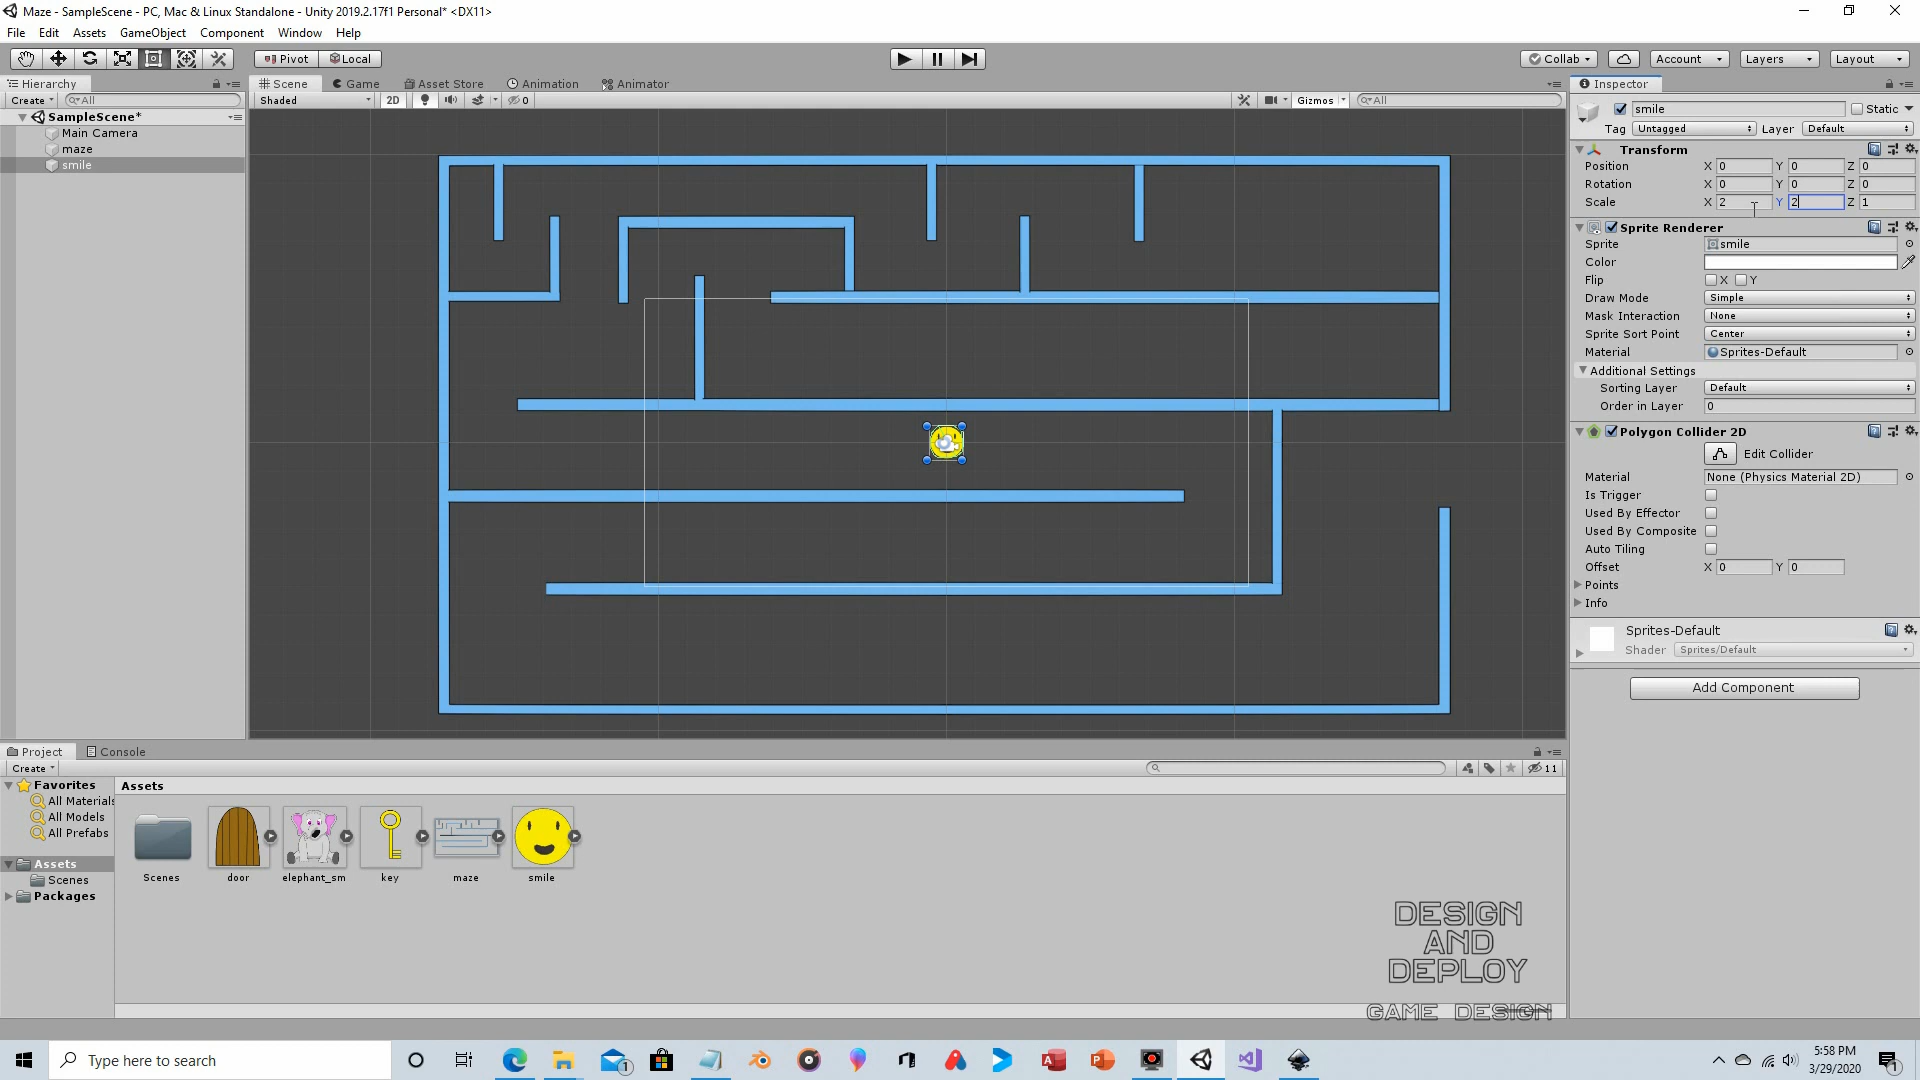 Maze - SampleScene - PC, Mac & Linux Standalone - Unity 2019.2.17f1 Personal* <DX11>
File Edit Assets GameObject Component Window Help
Pivot Local Collab Account Layers Layout
Hierarchy
Create All
SampleScene*
Main Camera
maze
smile
Scene Game Asset Store Animation Animator
Shaded 2D 0 Gizmos All
Inspector
smile Static
Tag Untagged Layer Default
Transform
Position X 0 Y 0 Z 0
Rotation X 0 Y 0 Z 0
Scale X 2 Y 2 Z 1
Sprite Renderer
Sprite smile
Color
Flip X Y
Draw Mode Simple
Mask Interaction None
Sprite Sort Point Center
Material Sprites-Default
Additional Settings
Sorting Layer Default
Order in Layer 0
Polygon Collider 2D
Edit Collider
Material None (Physics Material 2D)
Is Trigger
Used By Effector
Used By Composite
Auto Tiling
Offset X 0 Y 0
Points
Info
Sprites-Default
Shader Sprites/Default
Add Component
Project Console
Create 11
Favorites
All Materials
All Models
All Prefabs
Assets
Scenes
Packages
Assets
Scenes door elephant_sm key maze smile
DESIGN
AND
DEPLOY
GAME DESIGN
Type here to search
1
5:58 PM
3/29/2020
1